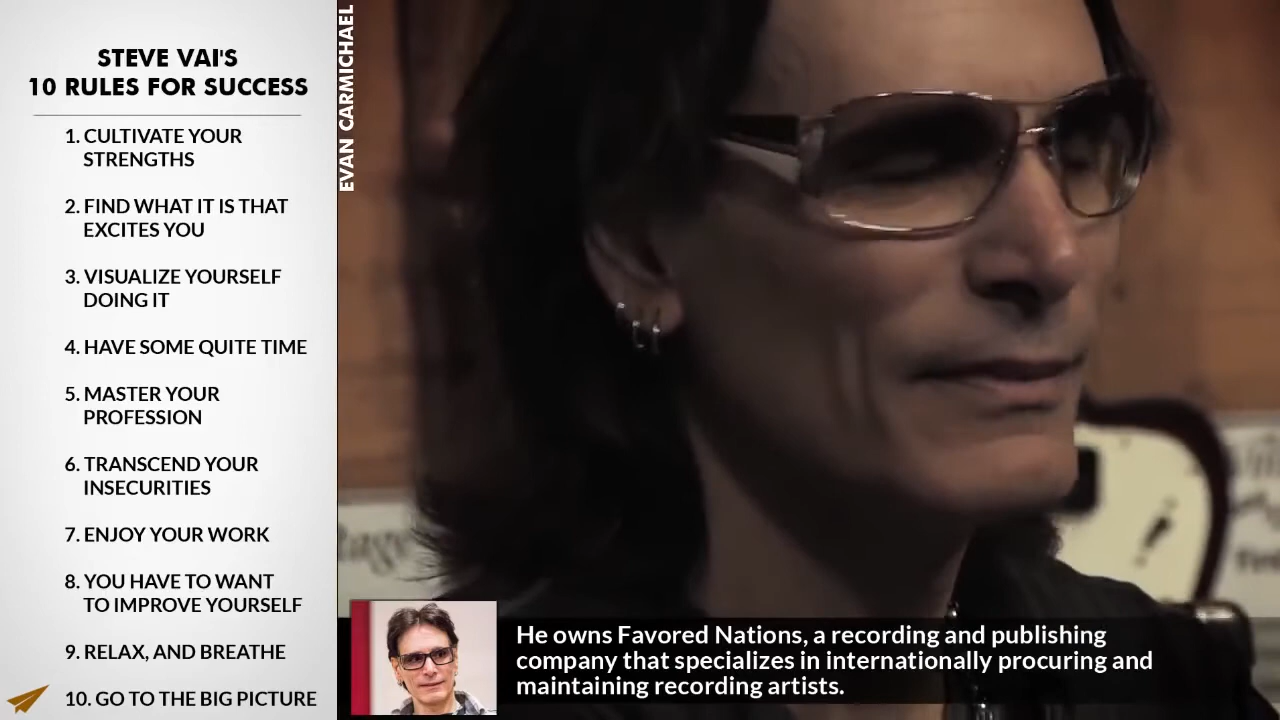 STEVE VAI'S
10 RULES FOR SUCCESS
1. CULTIVATE YOUR
STRENGTHS
2. FIND WHAT IT IS THAT
EXCITES YOU
3. VISUALIZE YOURSELF
DOING IT
4. HAVE SOME QUITE TIME
5. MASTER YOUR
PROFESSION
6. TRANSCEND YOUR
INSECURITIES
7. ENJOY YOUR WORK
8. YOU HAVE TO WANT
TO IMPROVE YOURSELF
9. RELAX, AND BREATHE
10. GO TO THE BIG PICTURE
EVAN CARMICHAEL
He owns Favored Nations, a recording and publishing
company that specializes in internationally procuring and
maintaining recording artists.